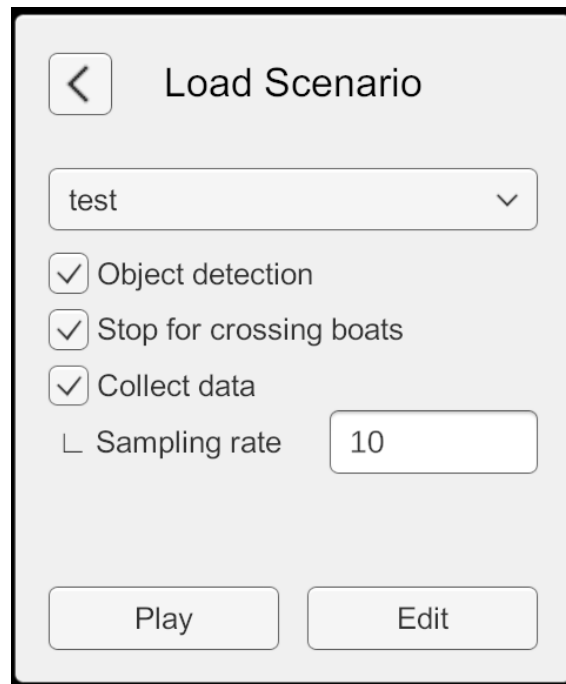 Load Scenario
test
Object detection
Stop for crossing boats
Collect data
Sampling rate 10
Play Edit